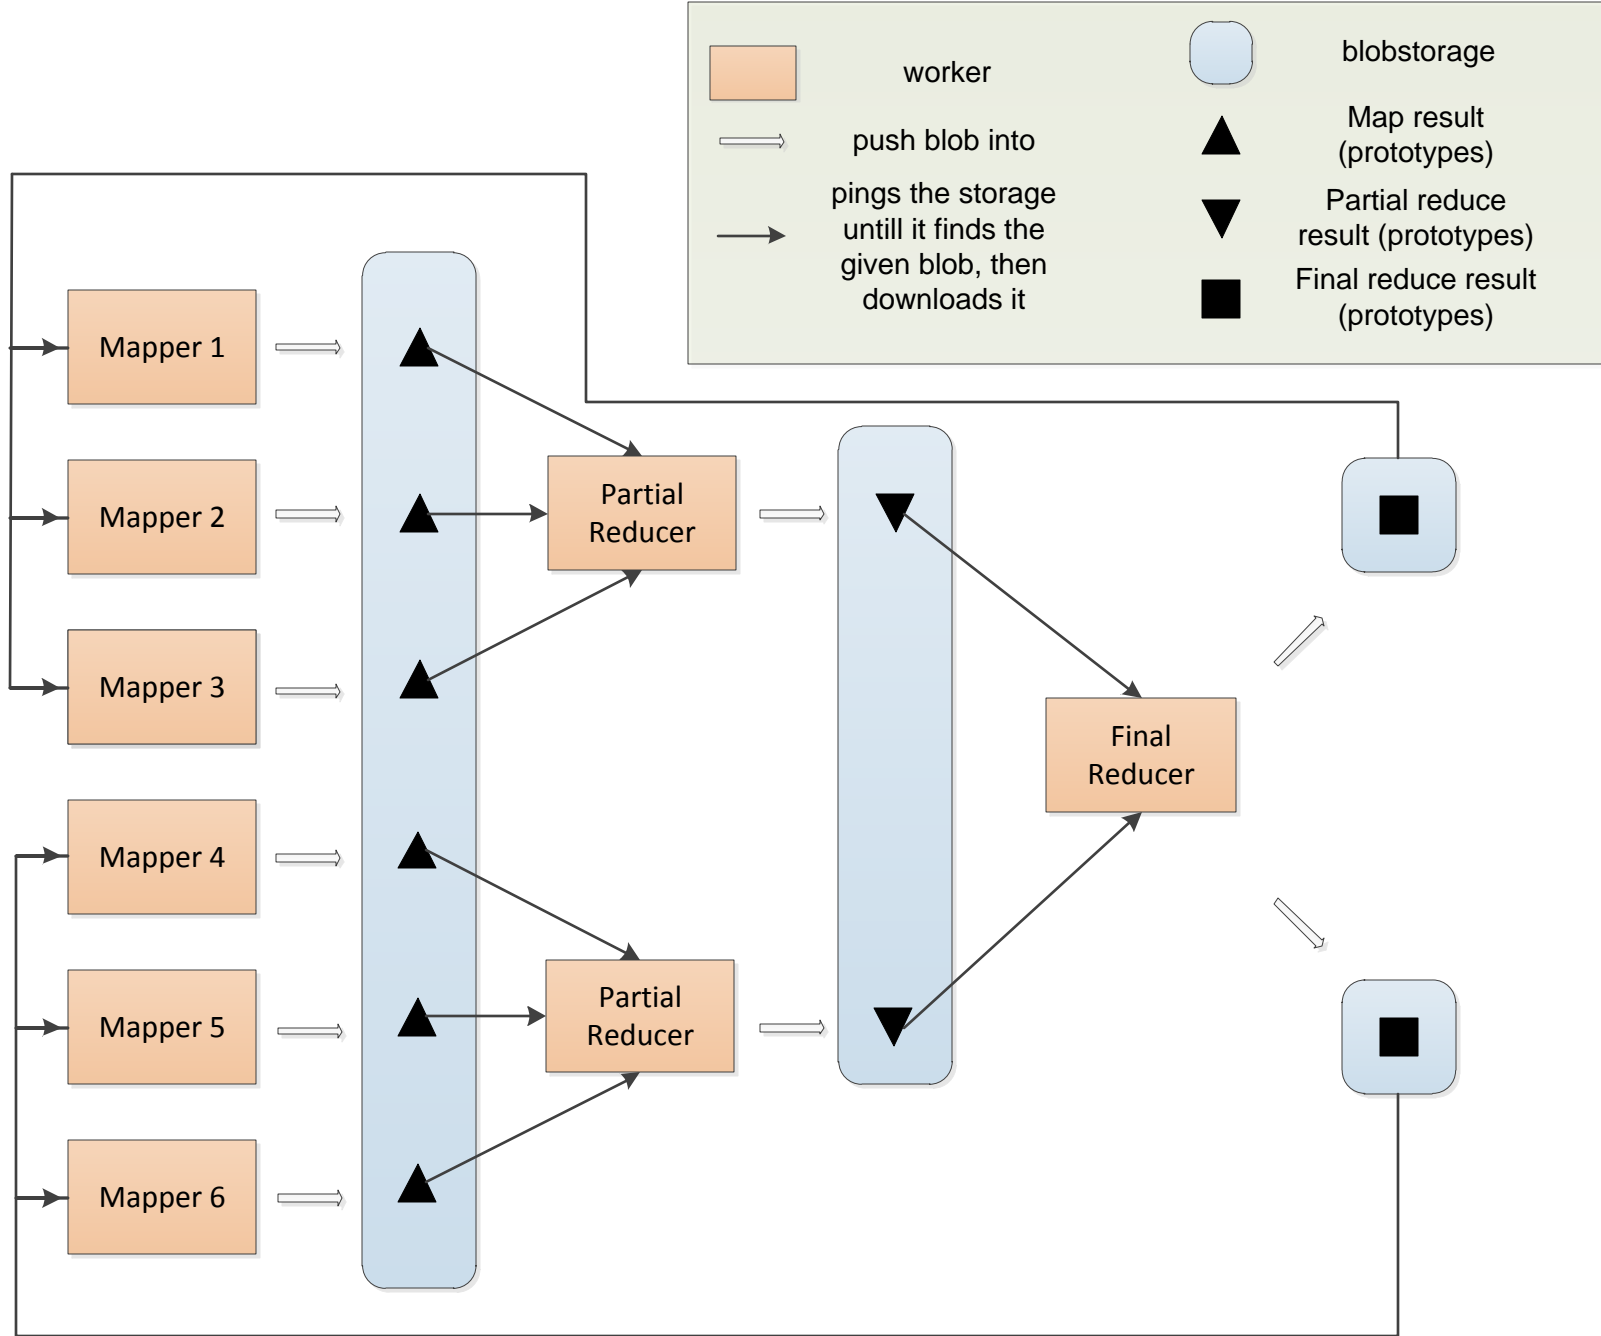 worker
push blob into
pings the storage
untill it finds the
given blob, then
downloads it
blobstorage
Map result
(prototypes)
Partial reduce
result (prototypes)
Final reduce result
(prototypes)
Mapper 1
Mapper 2
Mapper 3
Mapper 4
Mapper 5
Mapper 6
Partial
Reducer
Partial
Reducer
Final
Reducer